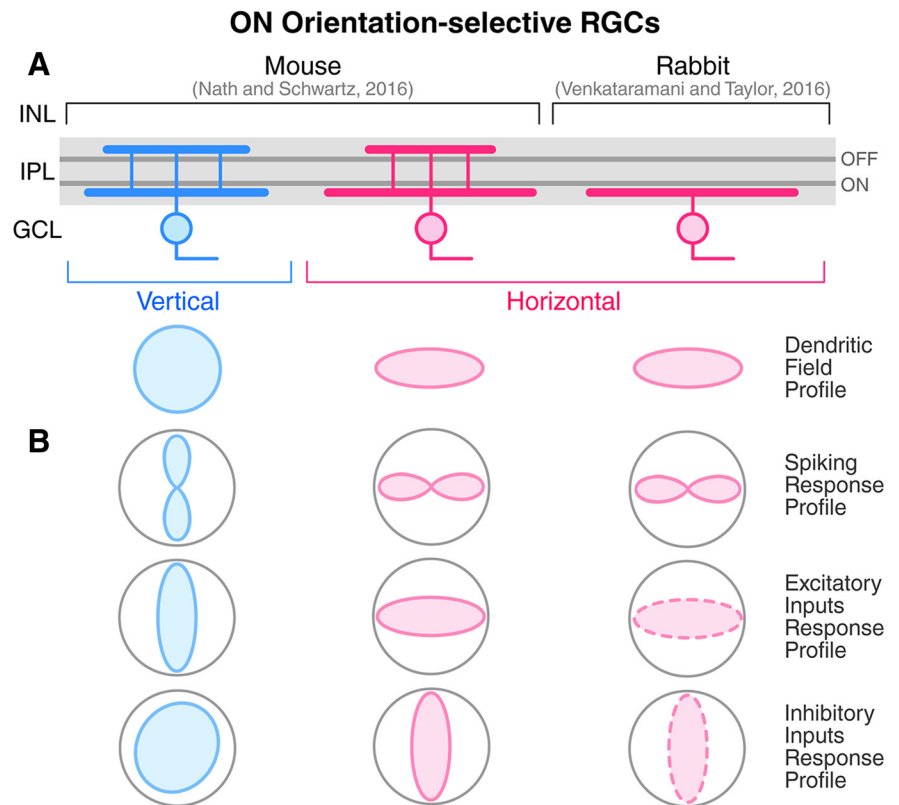 ON Orientation-selective RGCs
A
Mouse
(Nath and Schwartz, 2016)
Rabbit
(Venkataramani and Taylor, 2016)
INL
IPL
OFF
ON
GCL
Vertical
Horizontal
Dendritic
Field
Profile
B
Spiking
Response
Profile
Excitatory
Inputs
Response
Profile
Inhibitory
Inputs
Response
Profile